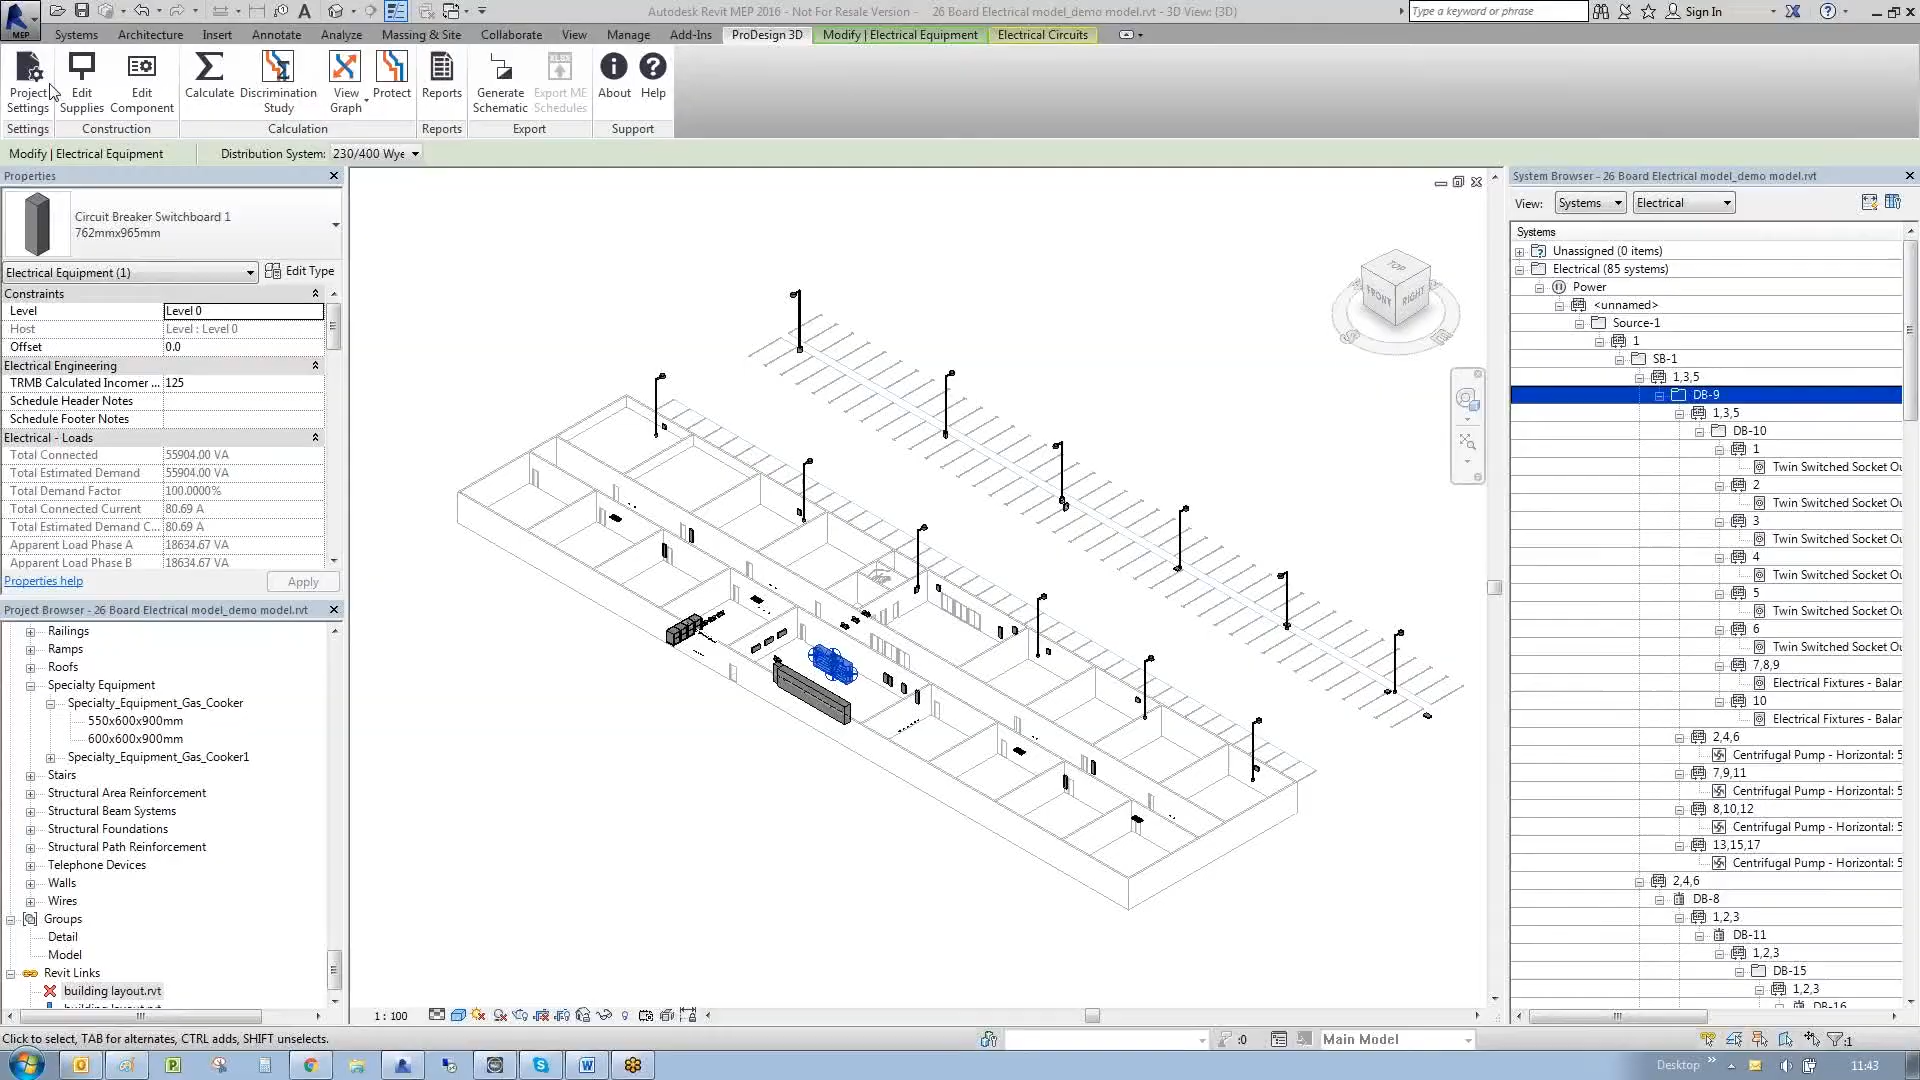 Autodesk Revit MEP 2016 - Not For Resale Version - 26 Board Electrical model_demo model.rvt - 3D View: {3D}
Type a keyword or phrase
Sign In
MEP
Systems Architecture Insert Annotate Analyze Massing & Site Collaborate View Manage Add-Ins ProDesign 3D Modify | Electrical Equipment Electrical Circuits
Project Settings
Edit Supplies
Edit Component
Calculate
Discrimination Study
View Graph
Protect
Reports
Generate Schematic
Export ME Schedules
About
Help
Settings Construction Calculation Reports Export Support
Modify | Electrical Equipment Distribution System: 230/400 Wye
Properties
Circuit Breaker Switchboard 1
762mmx965mm
Electrical Equipment (1) Edit Type
Constraints
Level Level 0
Host Level : Level 0
Offset 0.0
Electrical Engineering
TRMB Calculated Incomer ... 125
Schedule Header Notes
Schedule Footer Notes
Electrical - Loads
Total Connected 55904.00 VA
Total Estimated Demand 55904.00 VA
Total Demand Factor 100.0000%
Total Connected Current 80.69 A
Total Estimated Demand C... 80.69 A
Apparent Load Phase A 18634.67 VA
Apparent Load Phase B 18634.67 VA
Properties help Apply
Project Browser - 26 Board Electrical model_demo model.rvt
Railings
Ramps
Roofs
Specialty Equipment
Specialty_Equipment_Gas_Cooker
550x600x900mm
600x600x900mm
Specialty_Equipment_Gas_Cooker1
Stairs
Structural Area Reinforcement
Structural Beam Systems
Structural Foundations
Structural Path Reinforcement
Telephone Devices
Walls
Wires
Groups
Detail
Model
Revit Links
building layout.rvt
TOP
FRONT
RIGHT
1 : 100
System Browser - 26 Board Electrical model_demo model.rvt
View: Systems Electrical
Systems
Unassigned (0 items)
Electrical (85 systems)
Power
<unnamed>
Source-1
1
SB-1
1,3,5
DB-9
1,3,5
DB-10
1
Twin Switched Socket Ou
2
Twin Switched Socket Ou
3
Twin Switched Socket Ou
4
Twin Switched Socket Ou
5
Twin Switched Socket Ou
6
Twin Switched Socket Ou
7,8,9
Electrical Fixtures - Balan
10
Electrical Fixtures - Balan
2,4,6
Centrifugal Pump - Horizontal: 5
7,9,11
Centrifugal Pump - Horizontal: 5
8,10,12
Centrifugal Pump - Horizontal: 5
13,15,17
Centrifugal Pump - Horizontal: 5
2,4,6
DB-8
1,2,3
DB-11
1,2,3
DB-15
1,2,3
DB-16
Click to select, TAB for alternates, CTRL adds, SHIFT unselects.
:0
Main Model
:1
Desktop
11:43